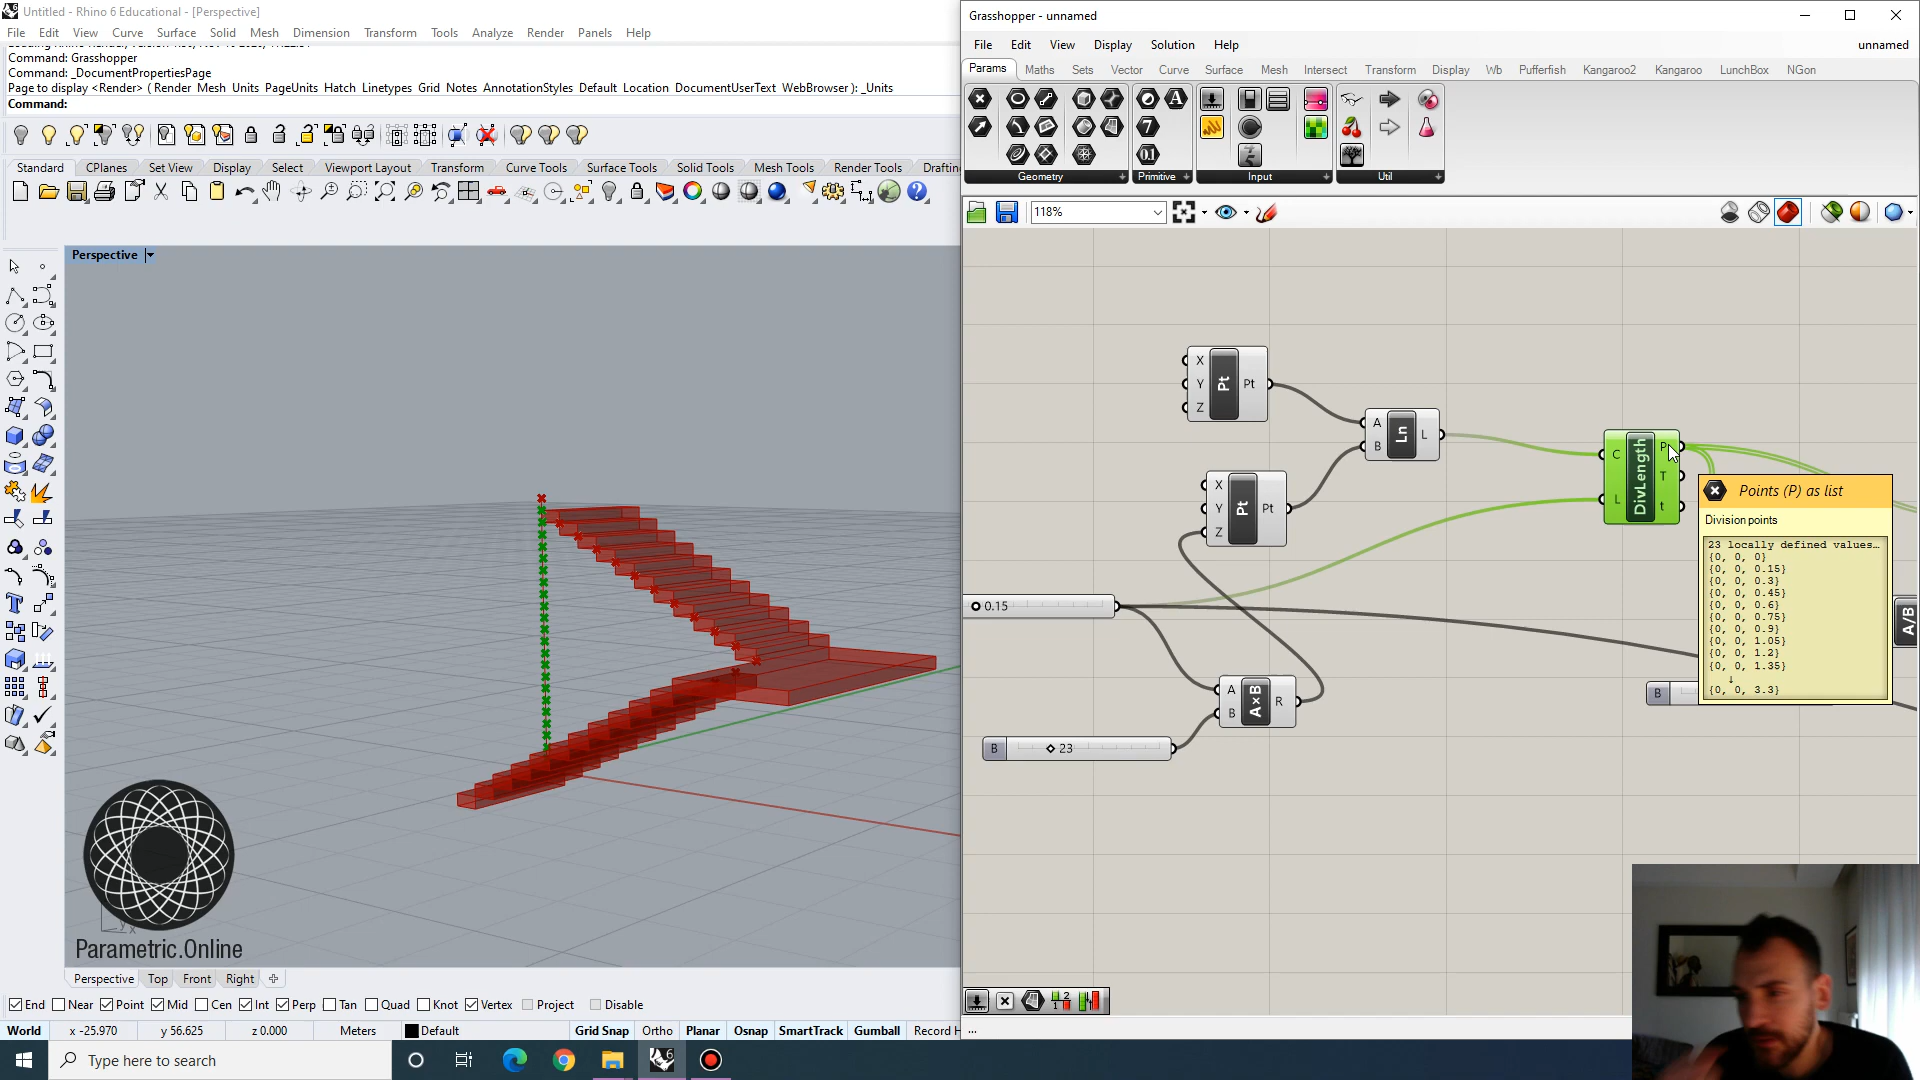 Untitled - Rhino 6 Educational - [Perspective]
File Edit View Curve Surface Solid Mesh Dimension Transform Tools Analyze Render Panels Help
Command: Grasshopper
Command: _DocumentPropertiesPage
Page to display <Render> ( Render Mesh Units PageUnits Hatch Linetypes Grid Notes AnnotationStyles Default Location DocumentUserText WebBrowser ): _Units
Command:
Standard CPlanes Set View Display Select Viewport Layout Transform Curve Tools Surface Tools Solid Tools Mesh Tools Render Tools Drafti
Perspective
Parametric.Online
Perspective Top Front Right
End Near Point Mid Cen Int Perp Tan Quad Knot Vertex Project Disable
World x -25.970 y 56.625 z 0.000 Meters Default Grid Snap Ortho Planar Osnap SmartTrack Gumball Record H
Type here to search
Grasshopper - unnamed
File Edit View Display Solution Help unnamed
Params Maths Sets Vector Curve Surface Mesh Intersect Transform Display Wb Pufferfish Kangaroo2 Kangaroo LunchBox NGon
Geometry Primitive Input Util
118%
X Y Z Pt Pt
A B Ln L
X Y Z Pt Pt
C L DivLength P T t
Points (P) as list
Division points
23 locally defined values…
{0, 0, 0}
{0, 0, 0.15}
{0, 0, 0.3}
{0, 0, 0.45}
{0, 0, 0.6}
{0, 0, 0.75}
{0, 0, 0.9}
{0, 0, 1.05}
{0, 0, 1.2}
{0, 0, 1.35}
↓
{0, 0, 3.3}
A/B
0.15
B
A B A×B R
B 23
...